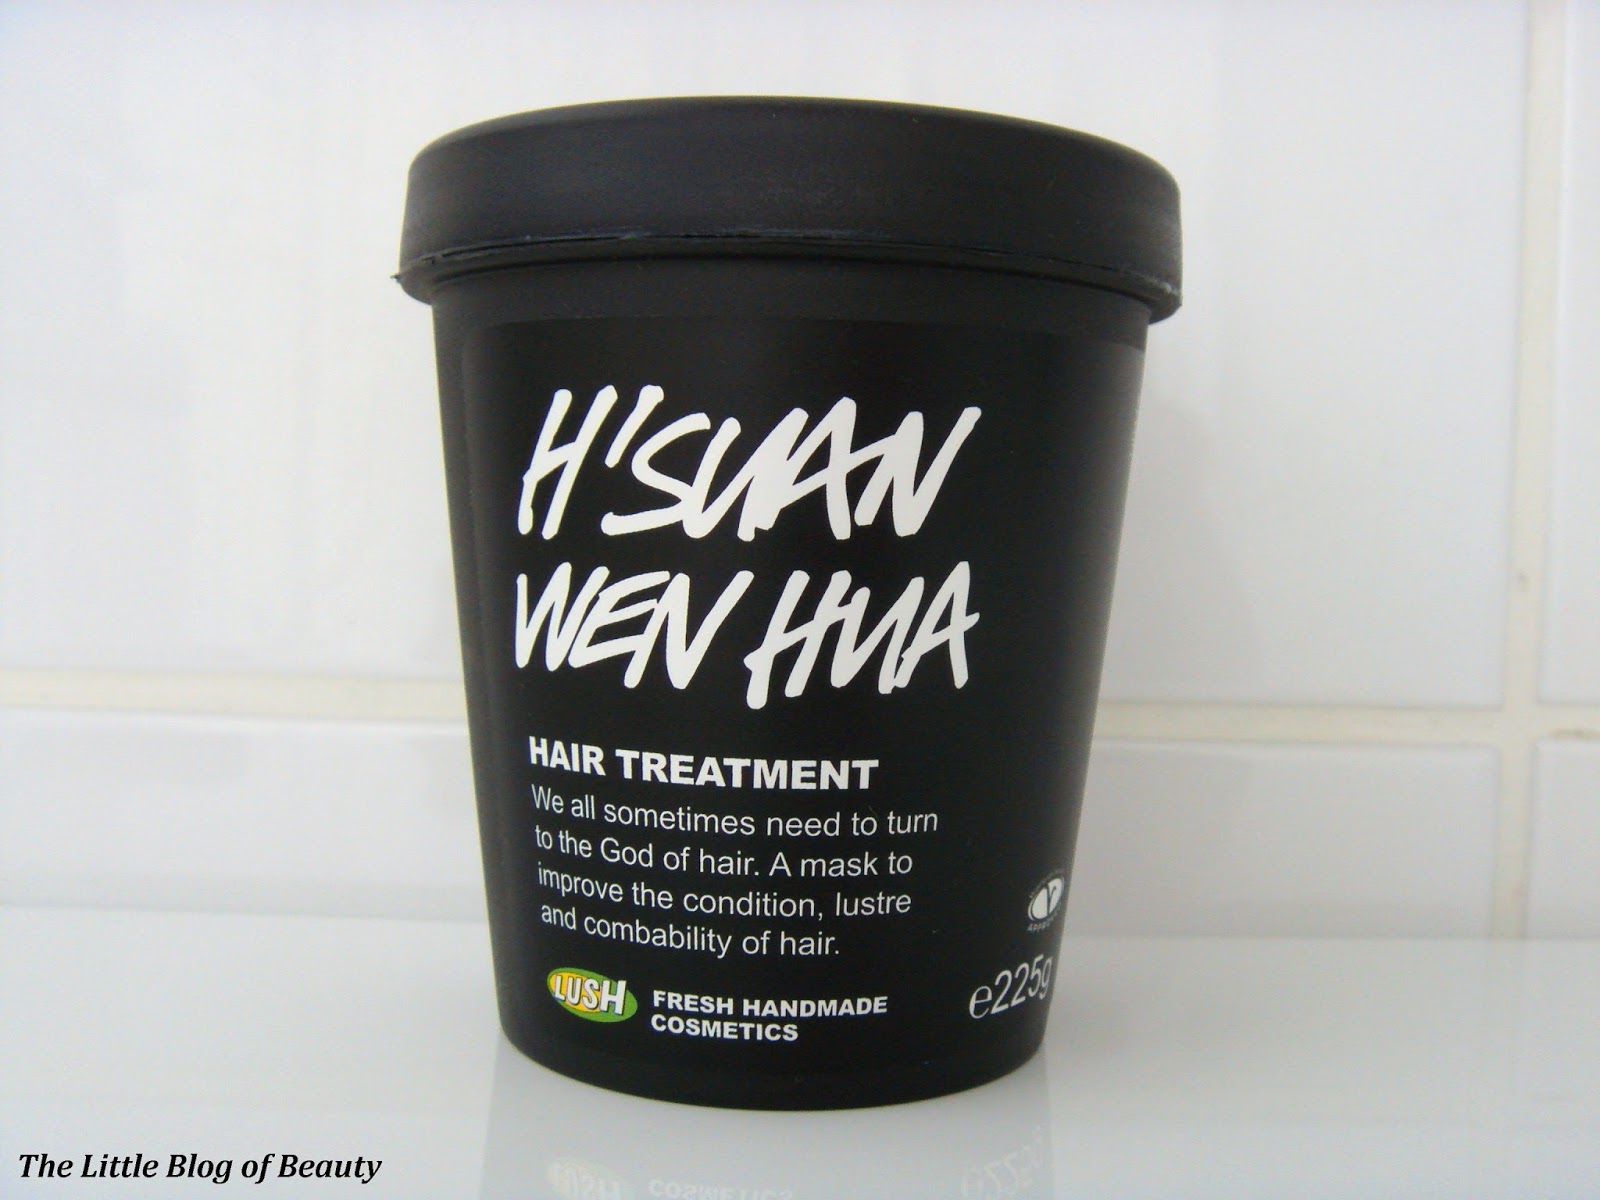 H'SUAN
WEN HUA
HAIR TREATMENT
We all sometimes need to turn
to the God of hair. A mask to
improve the condition, lustre
and combability of hair.
LUSH
FRESH HANDMADE
COSMETICS
e225g
The Little Blog of Beauty